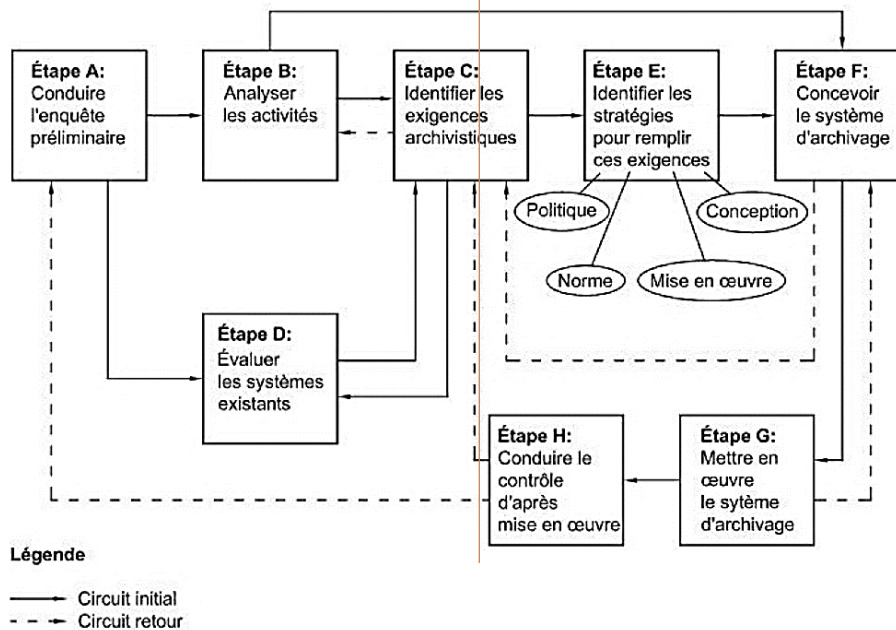 Étape A:
Conduire
l'enquête
préliminaire
Étape B:
Analyser
les activités
Étape C:
Identifier les
exigences
archivistiques
Étape E:
Identifier les
stratégies
pour remplir
ces exigences
Étape F:
Concevoir
le système
d'archivage
Politique
Conception
Norme
Mise en œuvre
Étape D:
Évaluer
les systèmes
existants
Étape H:
Conduire le
contrôle
d'après
mise en œuvre
Étape G:
Mettre en
œuvre
le sytème
d'archivage
Légende
Circuit initial
Circuit retour